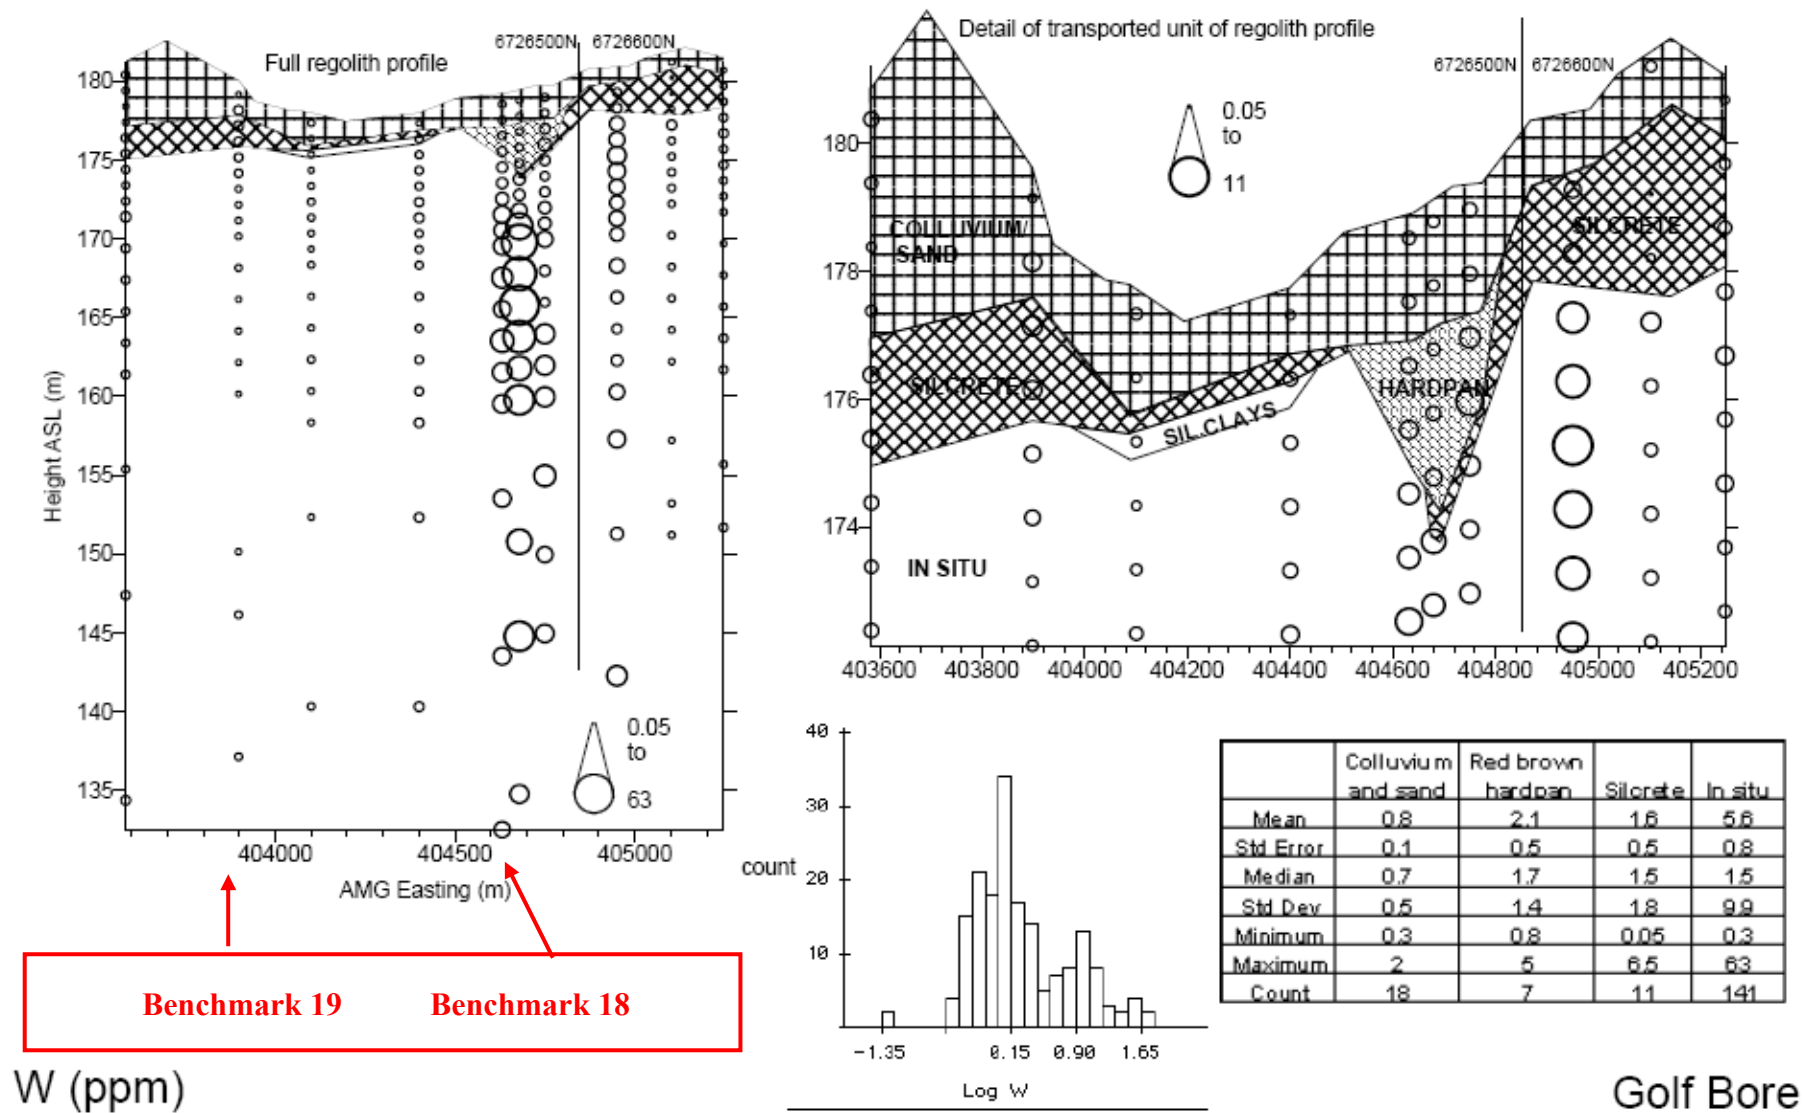 Full regolith profile
6726500N 6726600N
180
175
170
165
160
155
150
145
140
135
Height ASL (m)
0.05
to
63
404000 404500 405000
AMG Easting (m)
Benchmark 19 Benchmark 18
W (ppm)
Detail of transported unit of regolith profile
6726500N 6726600N
0.05
to
11
180
178
176
174
COLLUVIUM/
SAND
SILCRETE
SILCRETE
HARDPAN
SIL.CLAYS
IN SITU
403600 403800 404000 404200 404400 404600 404800 405000 405200
count
40
30
20
10
-1.35 0.15 0.90 1.65
Log W
Colluvium Red brown
and sand hardpan Silcrete In situ
Mean 0.8 2.1 1.6 5.6
Std Error 0.1 0.5 0.5 0.8
Median 0.7 1.7 1.5 1.5
Std Dev 0.5 1.4 1.8 9.9
Minimum 0.3 0.8 0.05 0.3
Maximum 2 5 6.5 63
Count 18 7 11 141
Golf Bore